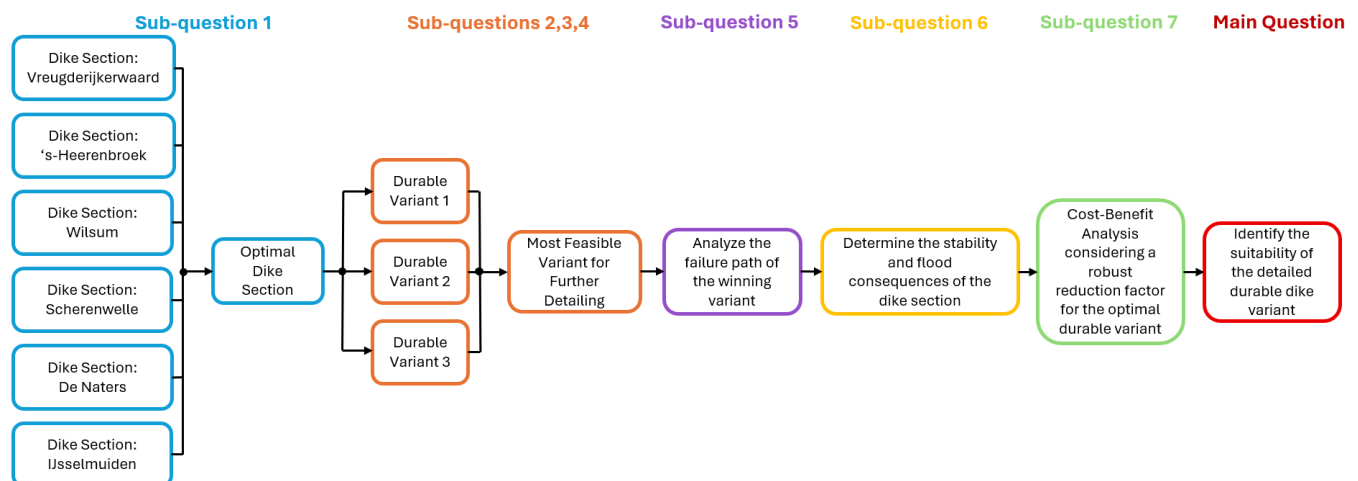 Sub-question 1
Sub-questions 2,3,4
Sub-question 5
Sub-question 6
Sub-question 7
Main Question
Dike Section:
Vreugderijkerwaard
Dike Section:
‘s-Heerenbroek
Dike Section:
Wilsum
Dike Section:
Scherenwelle
Dike Section:
De Naters
Dike Section:
IJsselmuiden
Optimal
Dike
Section
Durable
Variant 1
Durable
Variant 2
Durable
Variant 3
Most Feasible
Variant for
Further
Detailing
Analyze the
failure path of
the winning
variant
Determine the stability
and flood
consequences of the
dike section
Cost-Benefit
Analysis
considering a
robust
reduction factor
for the optimal
durable variant
Identify the
suitability of
the detailed
durable dike
variant